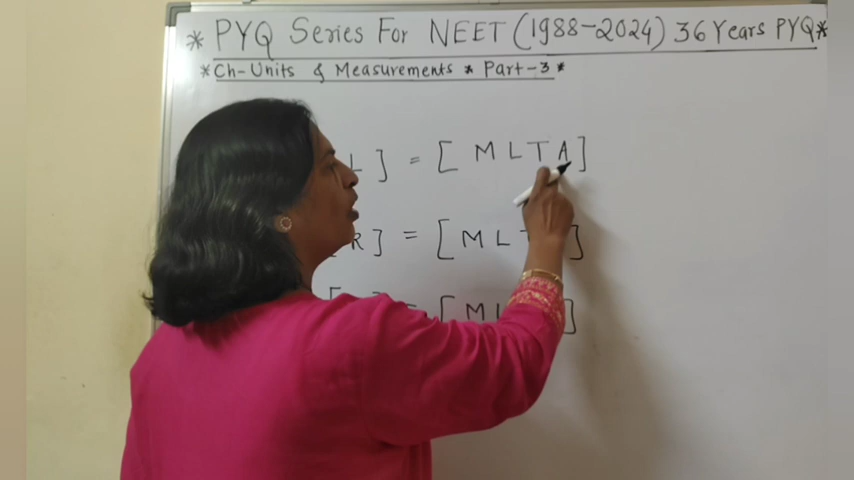 * PYQ Series For NEET (1988-2024) 36 Years PYQ *
* Ch-Units & Measurements * Part-3 *
L ] = [ M L T A ]
R ] = [ M L ]
[ = [ M ]